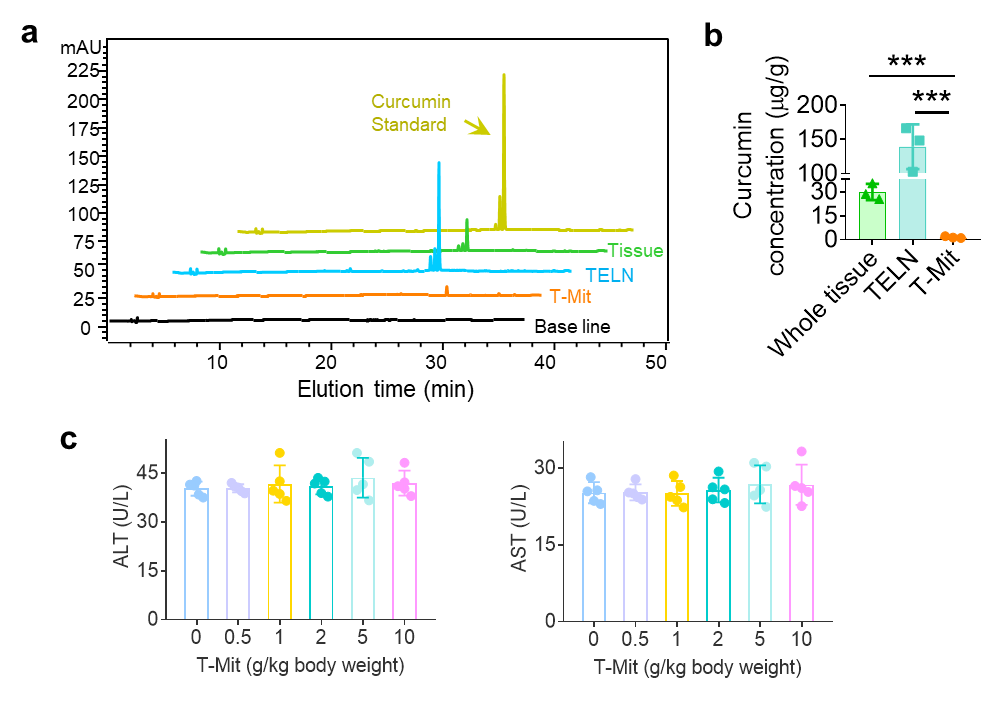 a
mAU
225
200
175
150
125
100
75
50
25
0
Curcumin
Standard
Tissue
TELN
T-Mit
Base line
10 20 30 40 50
Elution time (min)
b
***
***
Curcumin
concentration (µg/g)
200
150
100
30
15
0
Whole tissue
TELN
T-Mit
c
ALT (U/L)
45
30
15
0
0 0.5 1 2 5 10
T-Mit (g/kg body weight)
AST (U/L)
30
15
0
0 0.5 1 2 5 10
T-Mit (g/kg body weight)